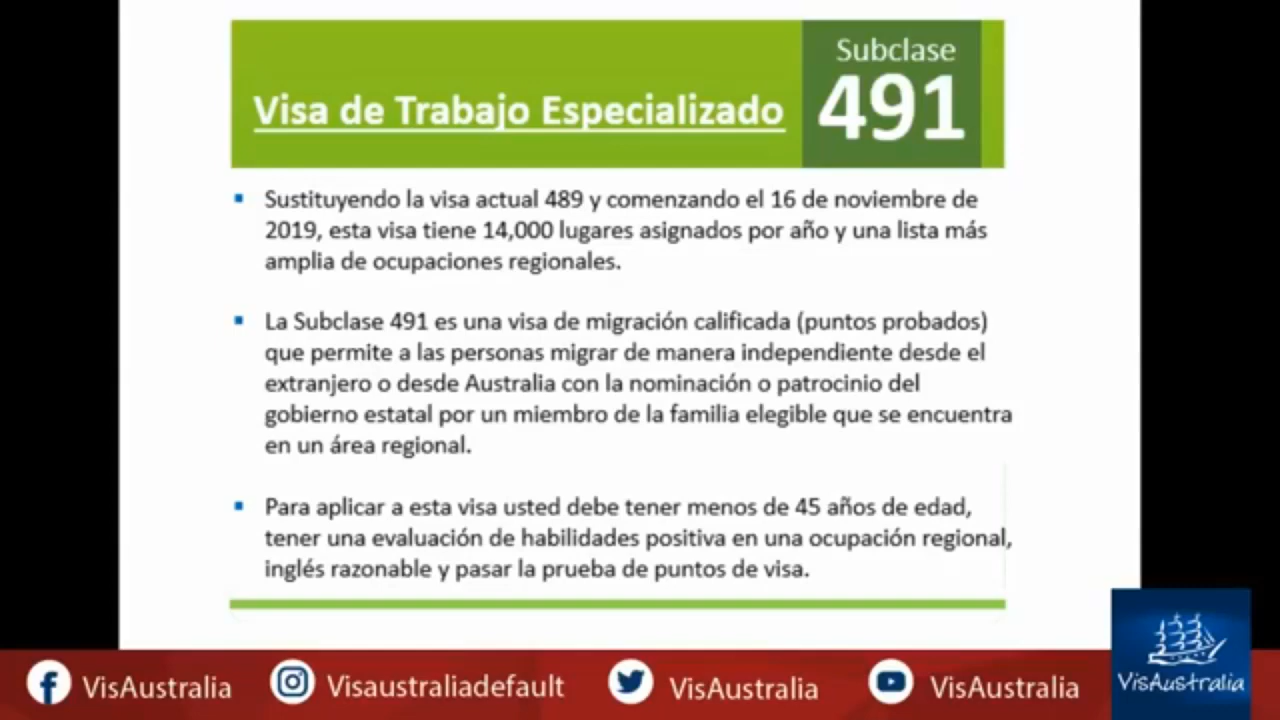 Subclase
491
Visa de Trabajo Especializado
▪ Sustituyendo la visa actual 489 y comenzando el 16 de noviembre de
2019, esta visa tiene 14,000 lugares asignados por año y una lista más
amplia de ocupaciones regionales.
▪ La Subclase 491 es una visa de migración calificada (puntos probados)
que permite a las personas migrar de manera independiente desde el
extranjero o desde Australia con la nominación o patrocinio del
gobierno estatal por un miembro de la familia elegible que se encuentra
en un área regional.
▪ Para aplicar a esta visa usted debe tener menos de 45 años de edad,
tener una evaluación de habilidades positiva en una ocupación regional,
inglés razonable y pasar la prueba de puntos de visa.
VisAustralia
Visaustraliadefault
VisAustralia
VisAustralia
VisAustralia